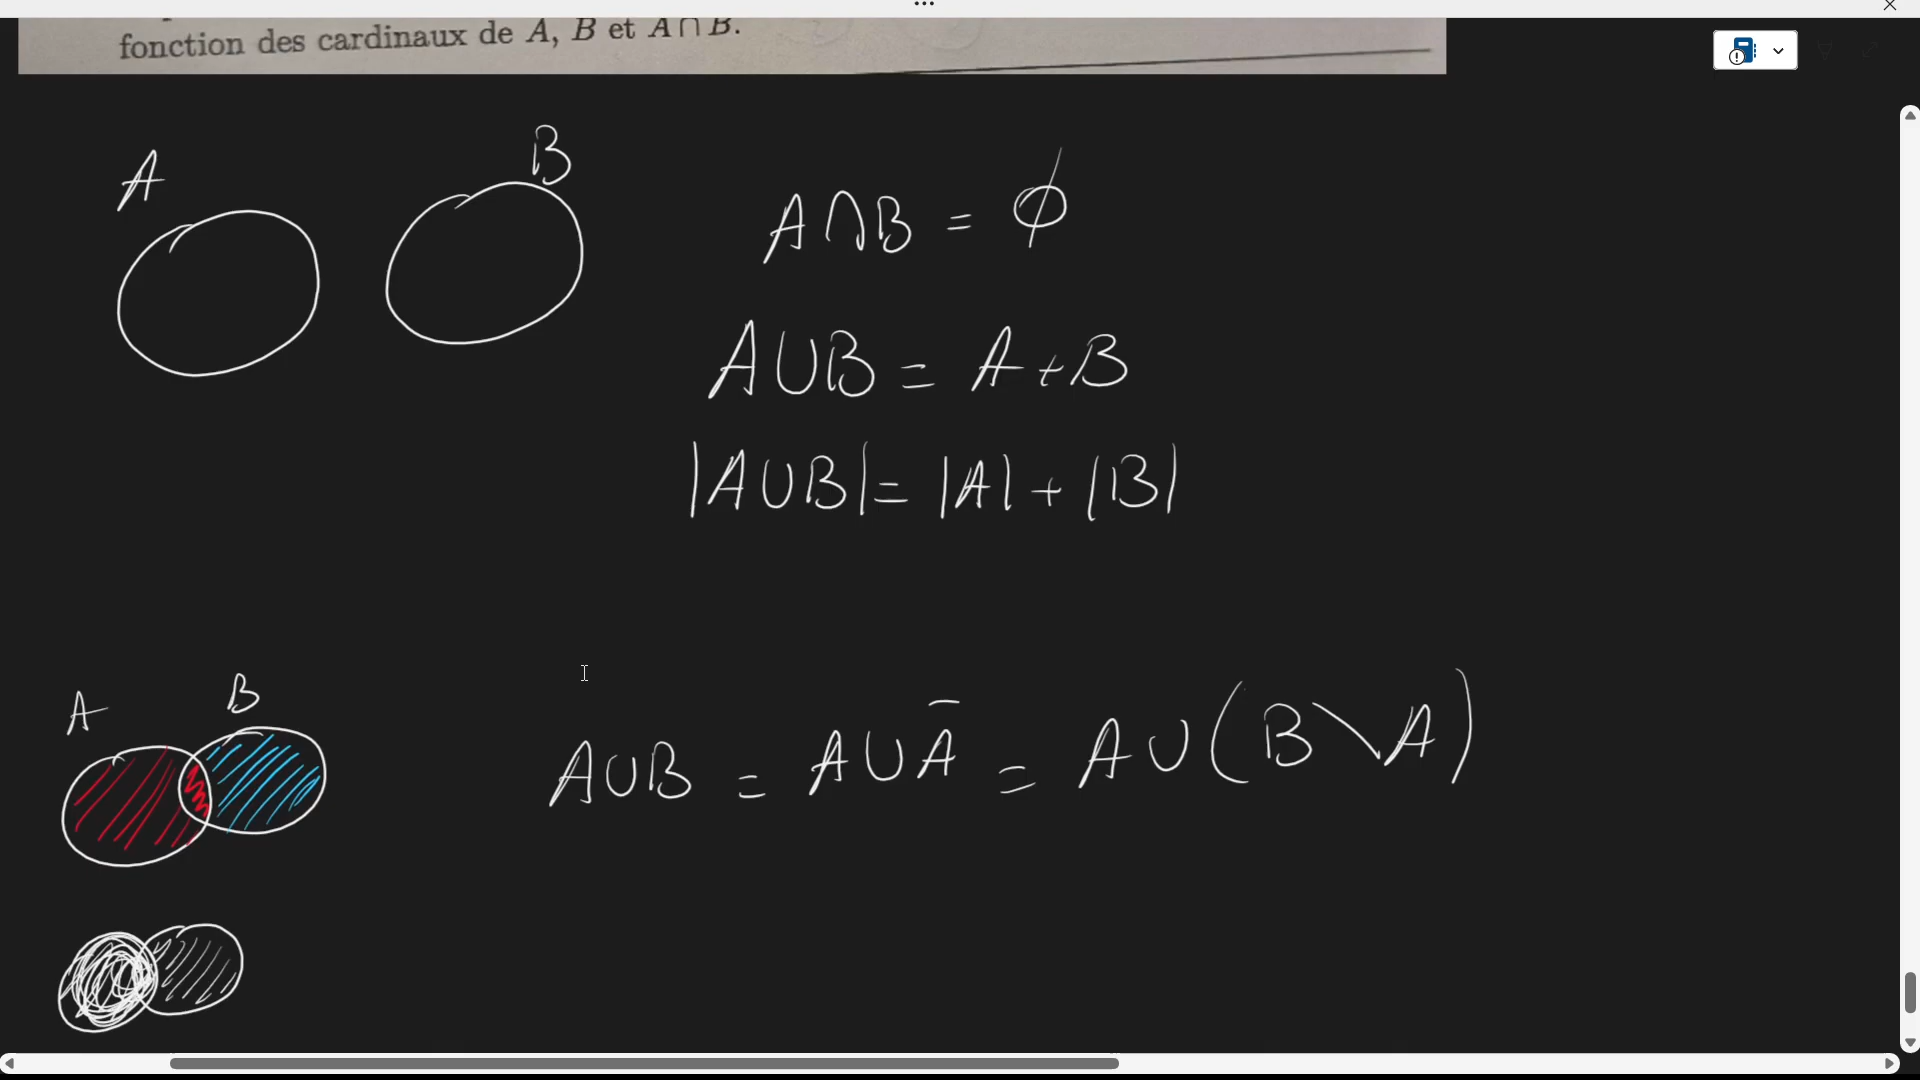 fonction des cardinaux de A, B et A ∩ B.
A
B
A∩B = ϕ
A∪B = A+B
|A∪B| = |A| + |B|
A
B
A∪B = A∪A̅ = A∪(B∖A)